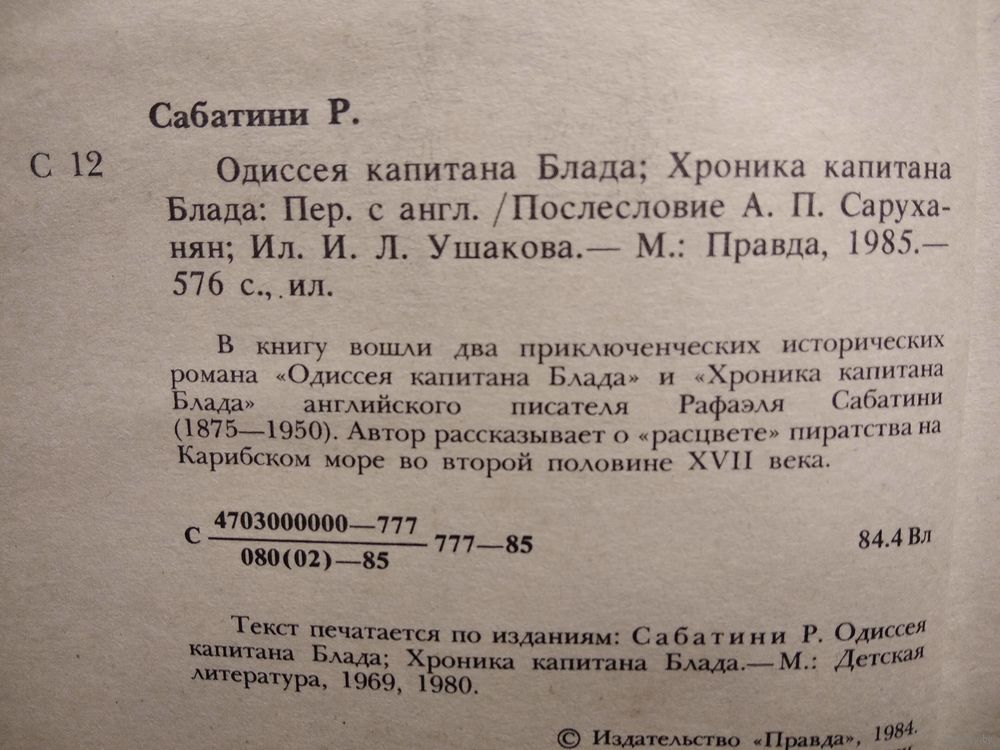 Сабатини Р.
С 12
Одиссея капитана Блада; Хроника капитана
Блада: Пер. с англ. /Послесловие А. П. Саруха-
нян; Ил. И. Л. Ушакова.— М.: Правда, 1985.—
576 с., ил.
В книгу вошли два приключенческих исторических
романа «Одиссея капитана Блада» и «Хроника капитана
Блада» английского писателя Рафаэля Сабатини
(1875—1950). Автор рассказывает о «расцвете» пиратства на
Карибском море во второй половине XVII века.
С 4703000000—777
080(02)—85 777—85
84.4 Вл
Текст печатается по изданиям: Сабатини Р. Одиссея
капитана Блада; Хроника капитана Блада.— М.: Детская
литература, 1969, 1980.
© Издательство «Правда», 1984.